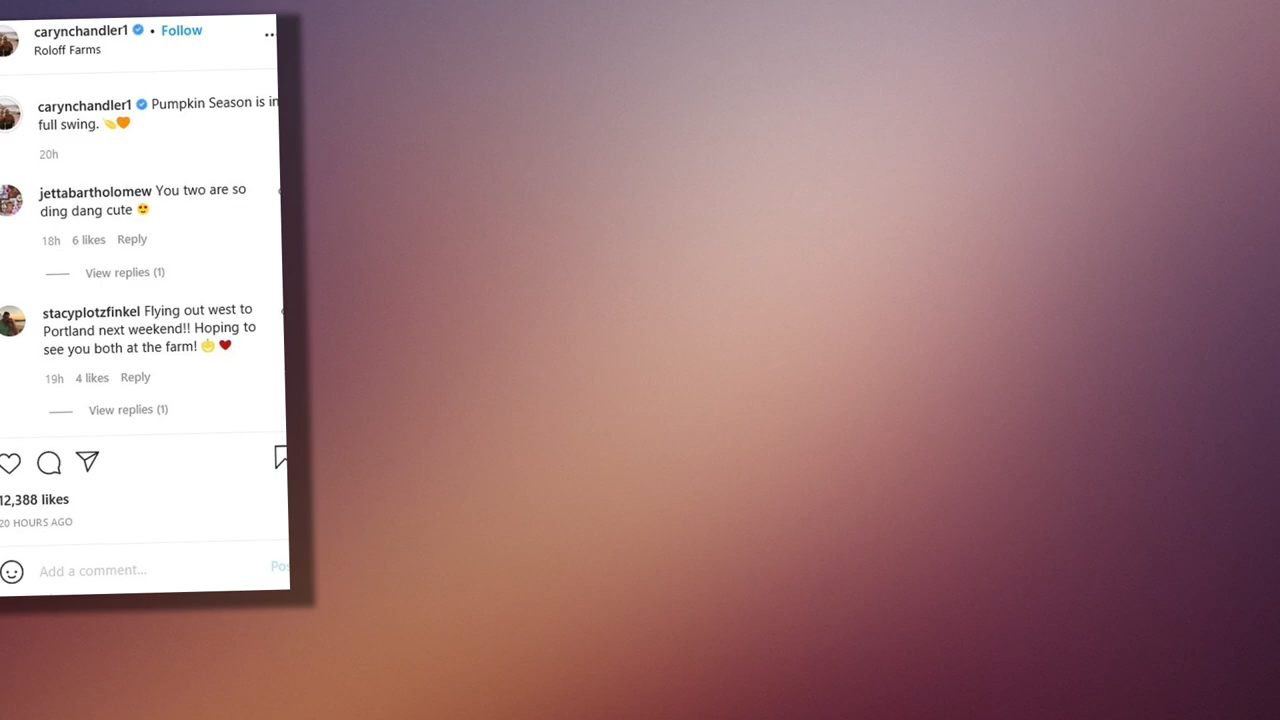 carynchandler1 • Follow
Roloff Farms
carynchandler1 Pumpkin Season is in
full swing. 🍃🧡
20h
jettabartholomew You two are so
ding dang cute 😍
18h 6 likes Reply
View replies (1)
stacyplotzfinkel Flying out west to
Portland next weekend!! Hoping to
see you both at the farm! 🎃 ❤️
19h 4 likes Reply
View replies (1)
12,388 likes
20 HOURS AGO
Add a comment... Pos